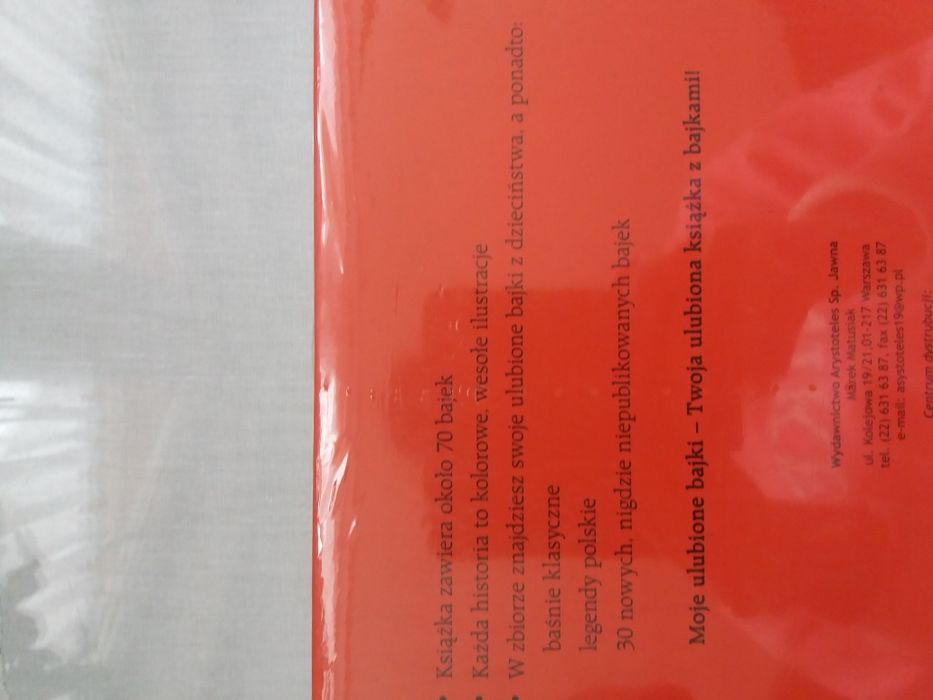 • Książka zawiera około 70 bajek
• Każda historia to kolorowe, wesołe ilustracje
• W zbiorze znajdziesz swoje ulubione bajki z dzieciństwa, a ponadto:
baśnie klasyczne
legendy polskie
30 nowych, nigdzie niepublikowanych bajek
Moje ulubione bajki – Twoja ulubiona książka z bajkami!
Wydawnictwo Arystoteles Sp. Jawna
Marek Matusiak
ul. Kolejowa 19/21,01-217 Warszawa
tel. (22) 631 63 87, fax (22) 631 63 87
e-mail: asystoteles19@wp.pl
Centrum dystrubucji: